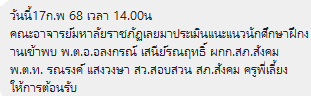 วันนี้17ก.พ 68 เวลา 14.00น
คณะอาจารย์มหาลัยราชภัฏเลยมาประเมินแนะแนวนักศึกษาฝึกง
านเข้าพบ พ.ต.อ.อลงกรณ์ เสนีย์รณฤทธิ์ ผกก.สภ.สังคม
พ.ต.ท. รณรงค์ แสงวงษา สว.สอบสวน สภ.สังคม ครูพี่เลี้ยง
ให้การต้อนรับ